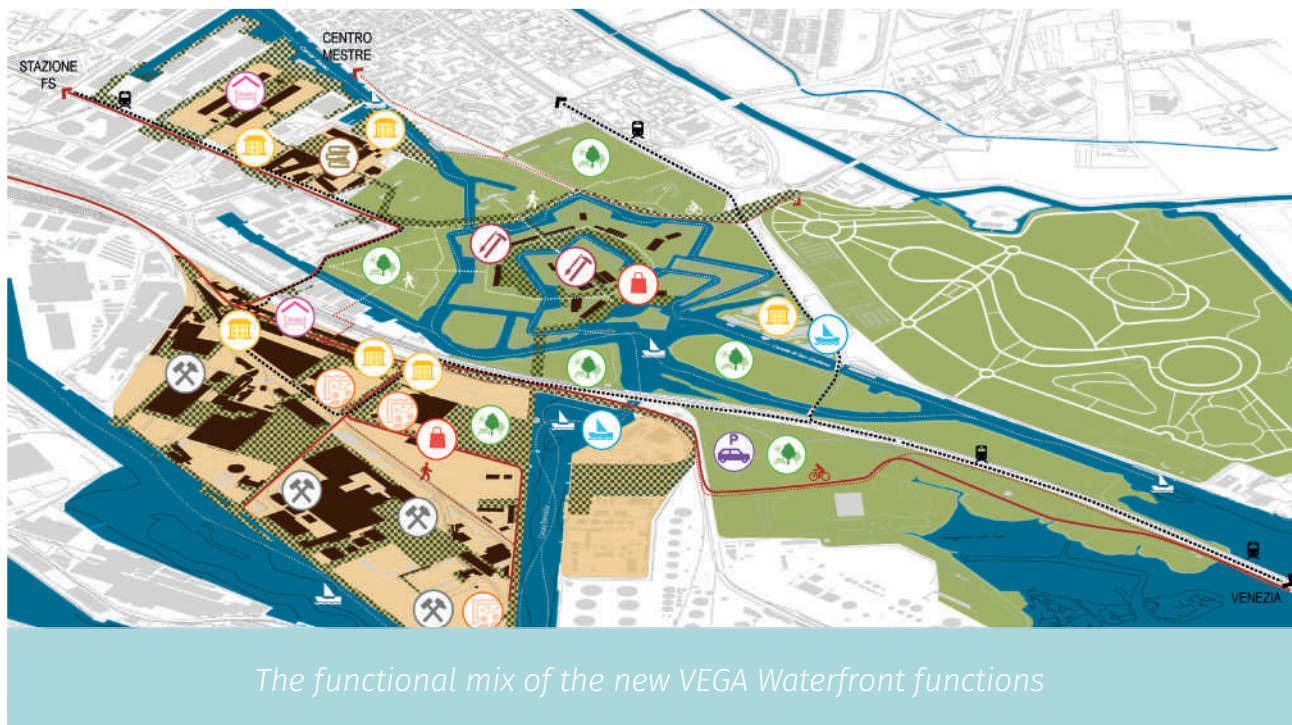 CENTRO
MESTRE
STAZIONE
FS
P
VENEZIA
The functional mix of the new VEGA Waterfront functions